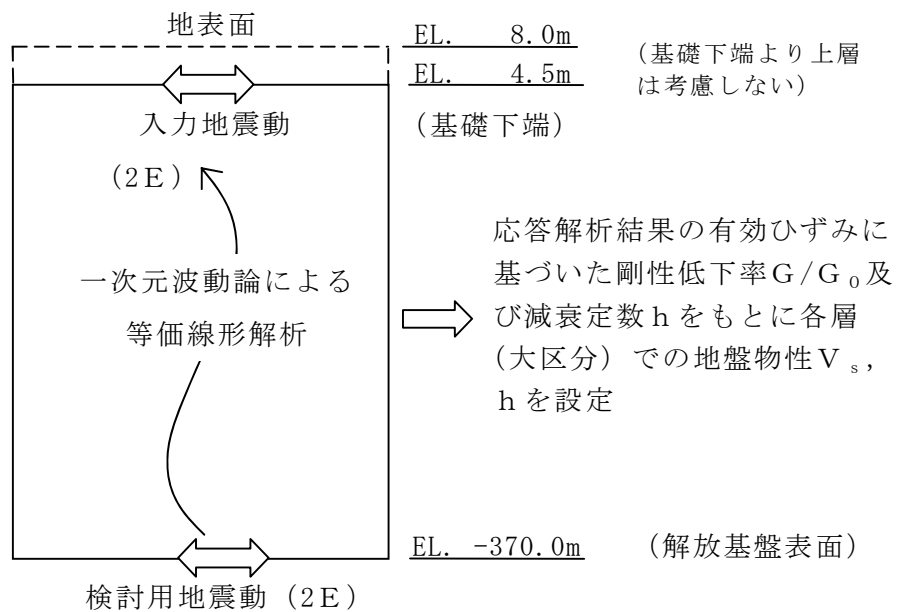 地表面
EL. 8.0m
(基礎下端より上層
は考慮しない)
EL. 4.5m
入力地震動
(基礎下端)
(2E)
一次元波動論による
等価線形解析
応答解析結果の有効ひずみに
基づいた剛性低下率G/G₀及
び減衰定数hをもとに各層
(大区分)での地盤物性Vₛ,
hを設定
EL. -370.0m
(解放基盤表面)
検討用地震動(2E)